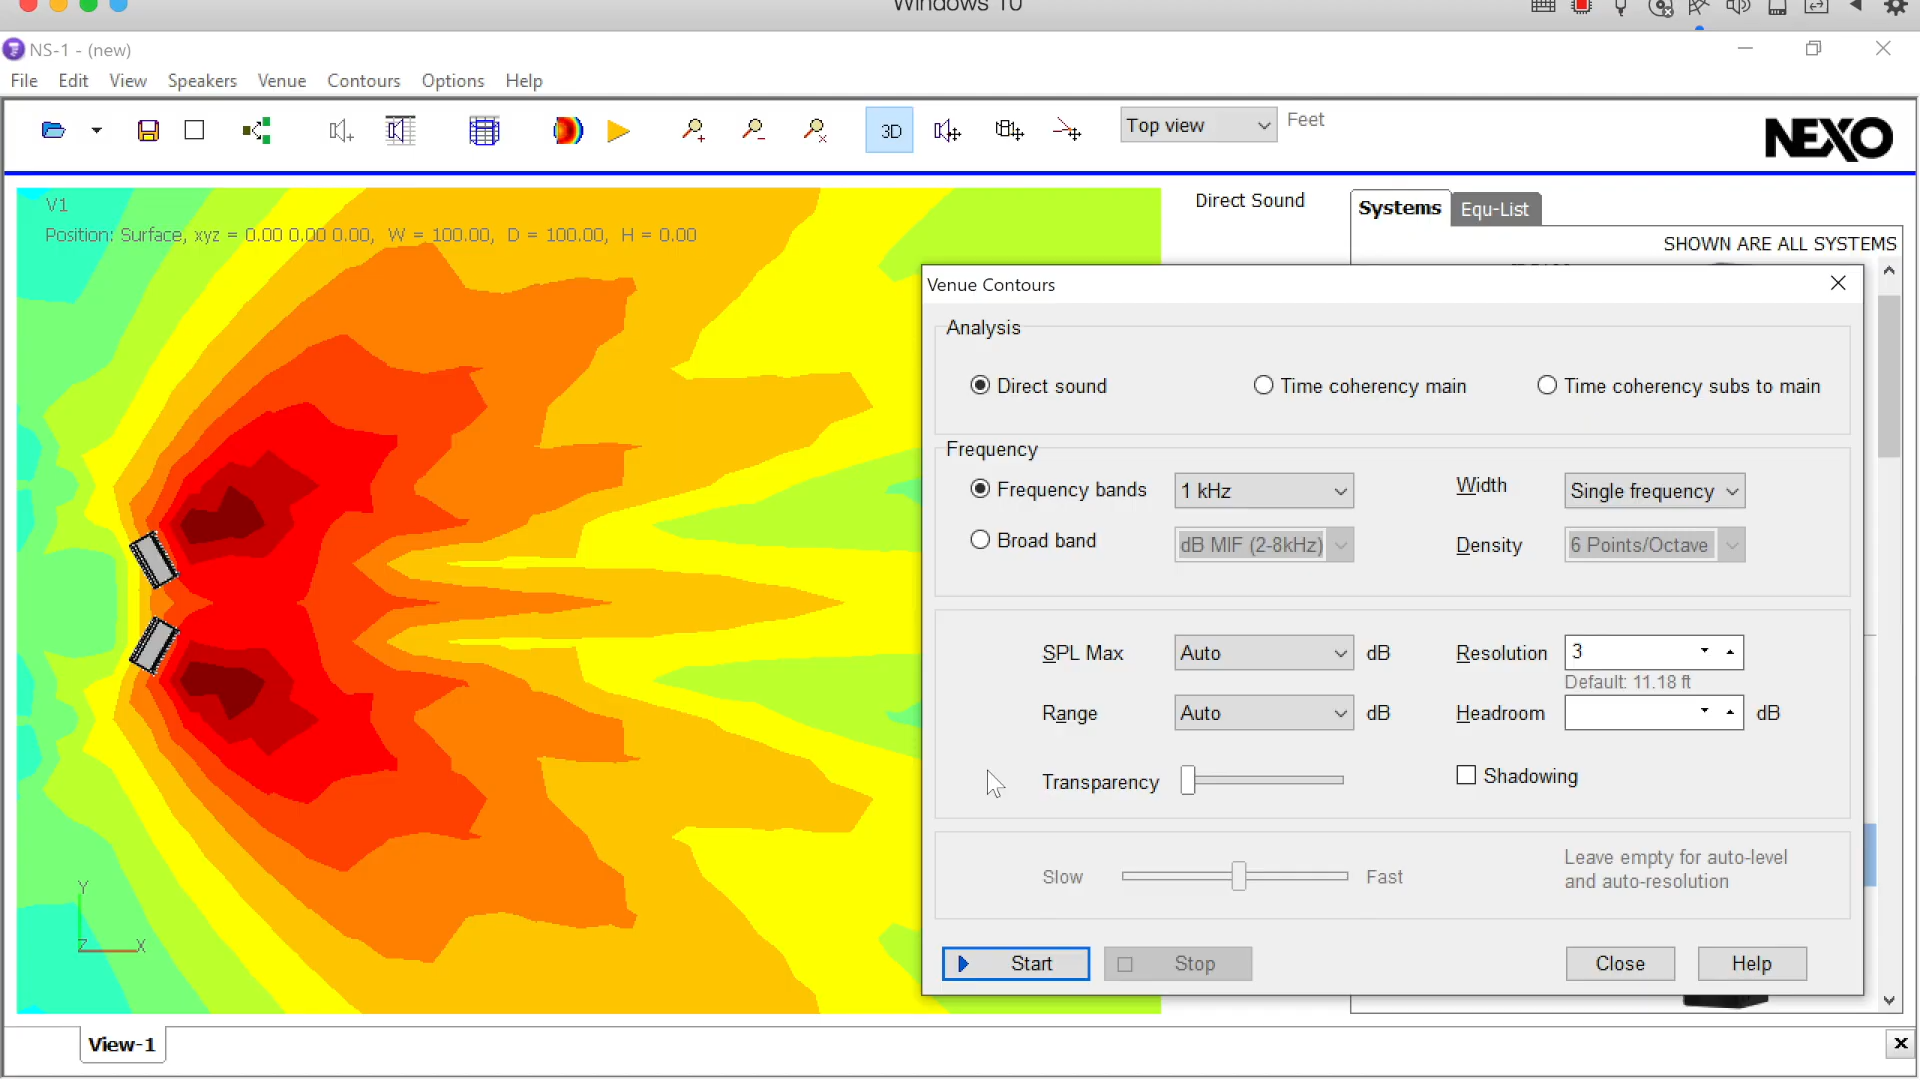 Windows 10
NS-1 - (new)
File Edit View Speakers Venue Contours Options Help
3D
Top view
Feet
NEXO
V1
Position: Surface, xyz = 0.00 0.00 0.00, W = 100.00, D = 100.00, H = 0.00
Direct Sound
Systems
Equ-List
SHOWN ARE ALL SYSTEMS
Venue Contours
Analysis
Direct sound
Time coherency main
Time coherency subs to main
Frequency
Frequency bands
1 kHz
Width
Single frequency
Broad band
dB MIF (2-8kHz)
Density
6 Points/Octave
SPL Max
Auto
dB
Resolution
3
Default: 11.18 ft
Range
Auto
dB
Headroom
dB
Transparency
Shadowing
Slow
Fast
Leave empty for auto-level
and auto-resolution
Start
Stop
Close
Help
Y
Z
X
View-1